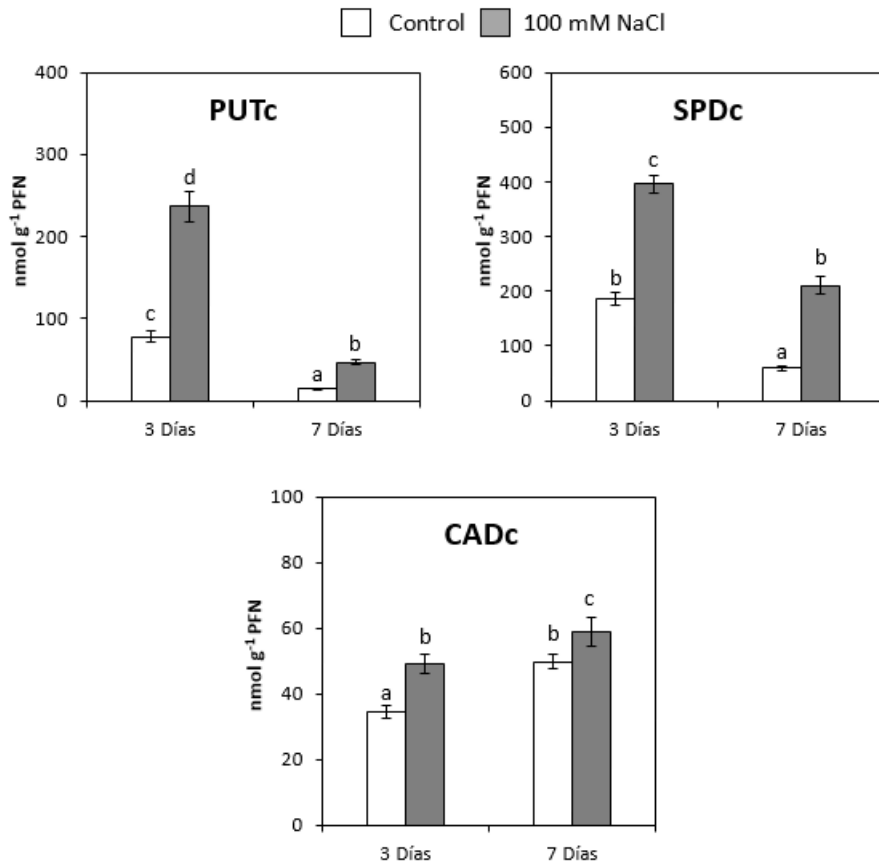 Control 100 mM NaCl
PUTc
nmol g⁻¹ PFN
400
300
200
100
0
c
d
a
b
3 Días 7 Días
SPDc
nmol g⁻¹ PFN
600
500
400
300
200
100
0
b
c
a
b
3 Días 7 Días
CADc
nmol g⁻¹ PFN
100
80
60
40
20
0
a
b
b
c
3 Días 7 Días